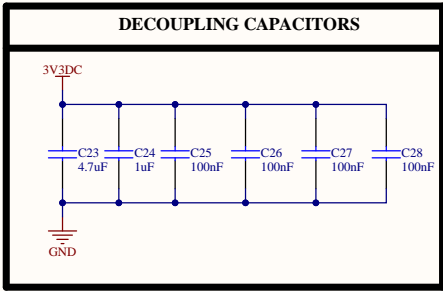 DECOUPLING CAPACITORS
3V3DC
C23 C24 C25 C26 C27 C28
4.7uF 1uF 100nF 100nF 100nF 100nF
GND